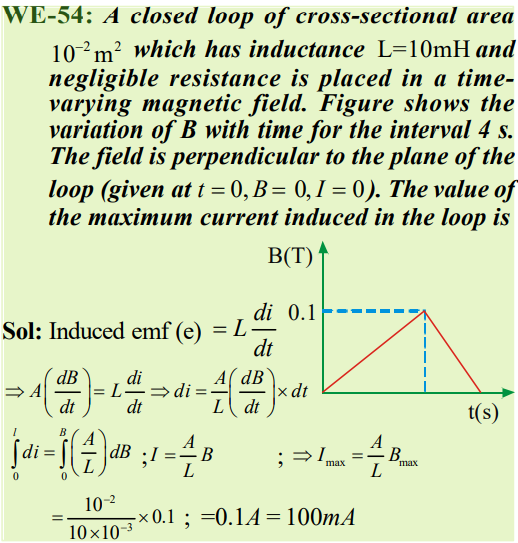 WE-54: A closed loop of cross-sectional area
10⁻² m² which has inductance L=10mH and
negligible resistance is placed in a time-
varying magnetic field. Figure shows the
variation of B with time for the interval 4 s.
The field is perpendicular to the plane of the
loop (given at t = 0, B = 0, I = 0). The value of
the maximum current induced in the loop is
B(T)
0.1
t(s)
Sol: Induced emf (e) = L di/dt
⇒ A(dB/dt) = L di/dt ⇒ di = A/L (dB/dt) × dt
∫₀ᴵ di = ∫₀ᴮ (A/L) dB ; I = A/L B ; ⇒ I_max = A/L B_max
= 10⁻²/(10×10⁻³) × 0.1 ; =0.1A = 100mA